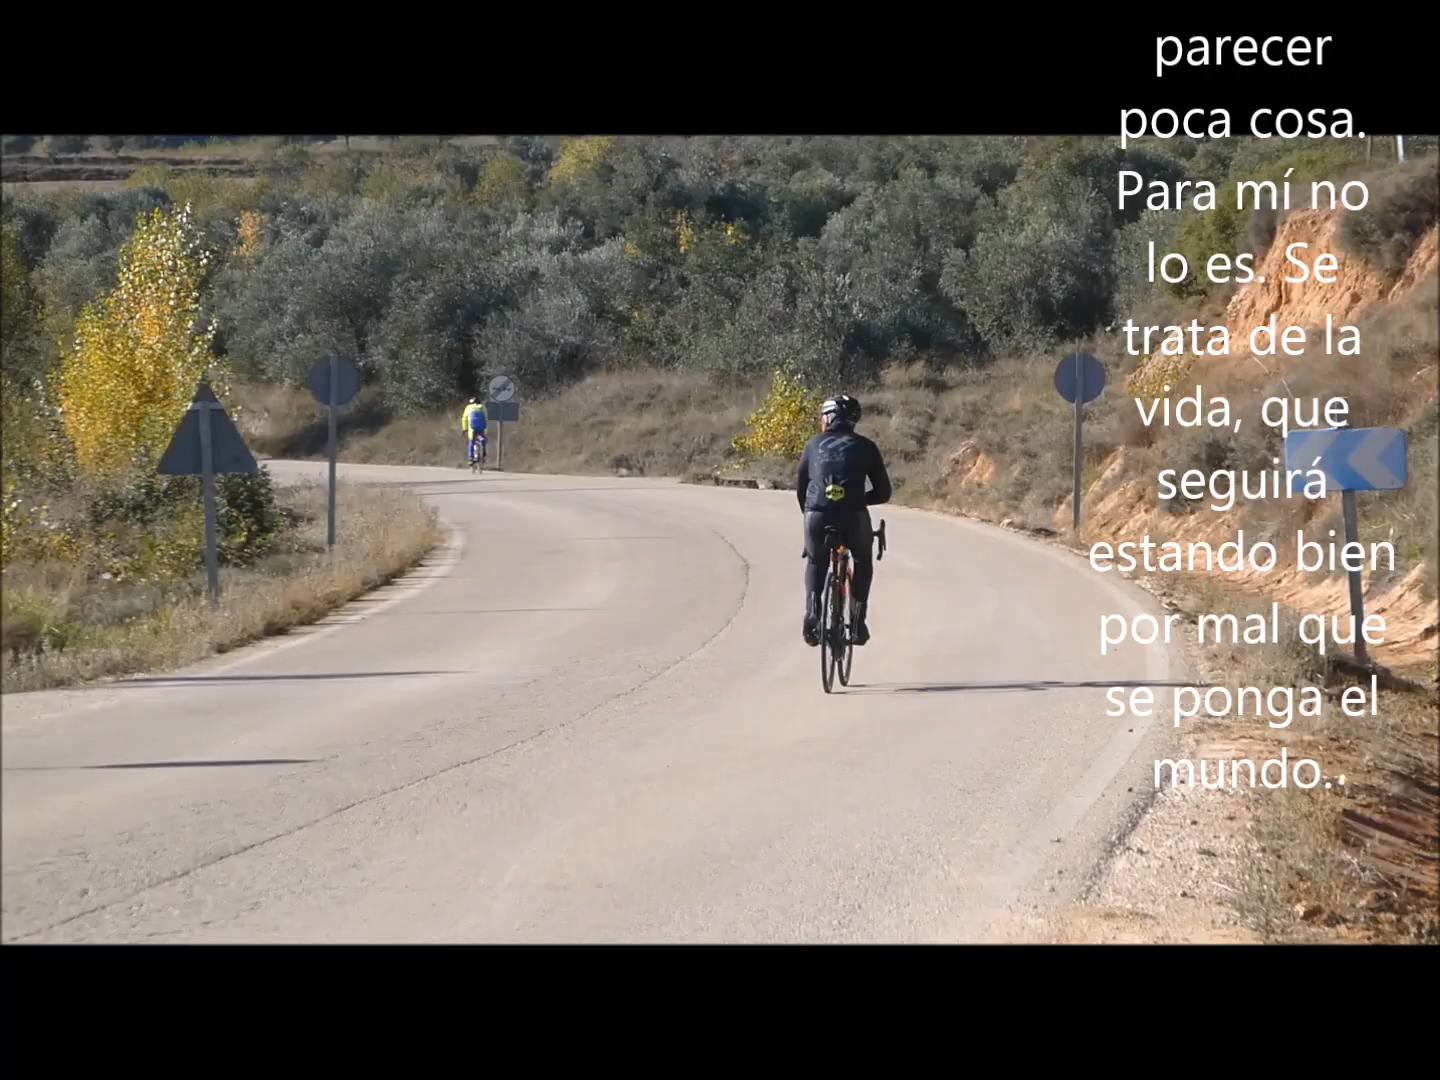 parecer
poca cosa.
Para mí no
lo es. Se
trata de la
vida, que
seguirá
estando bien
por mal que
se ponga el
mundo..